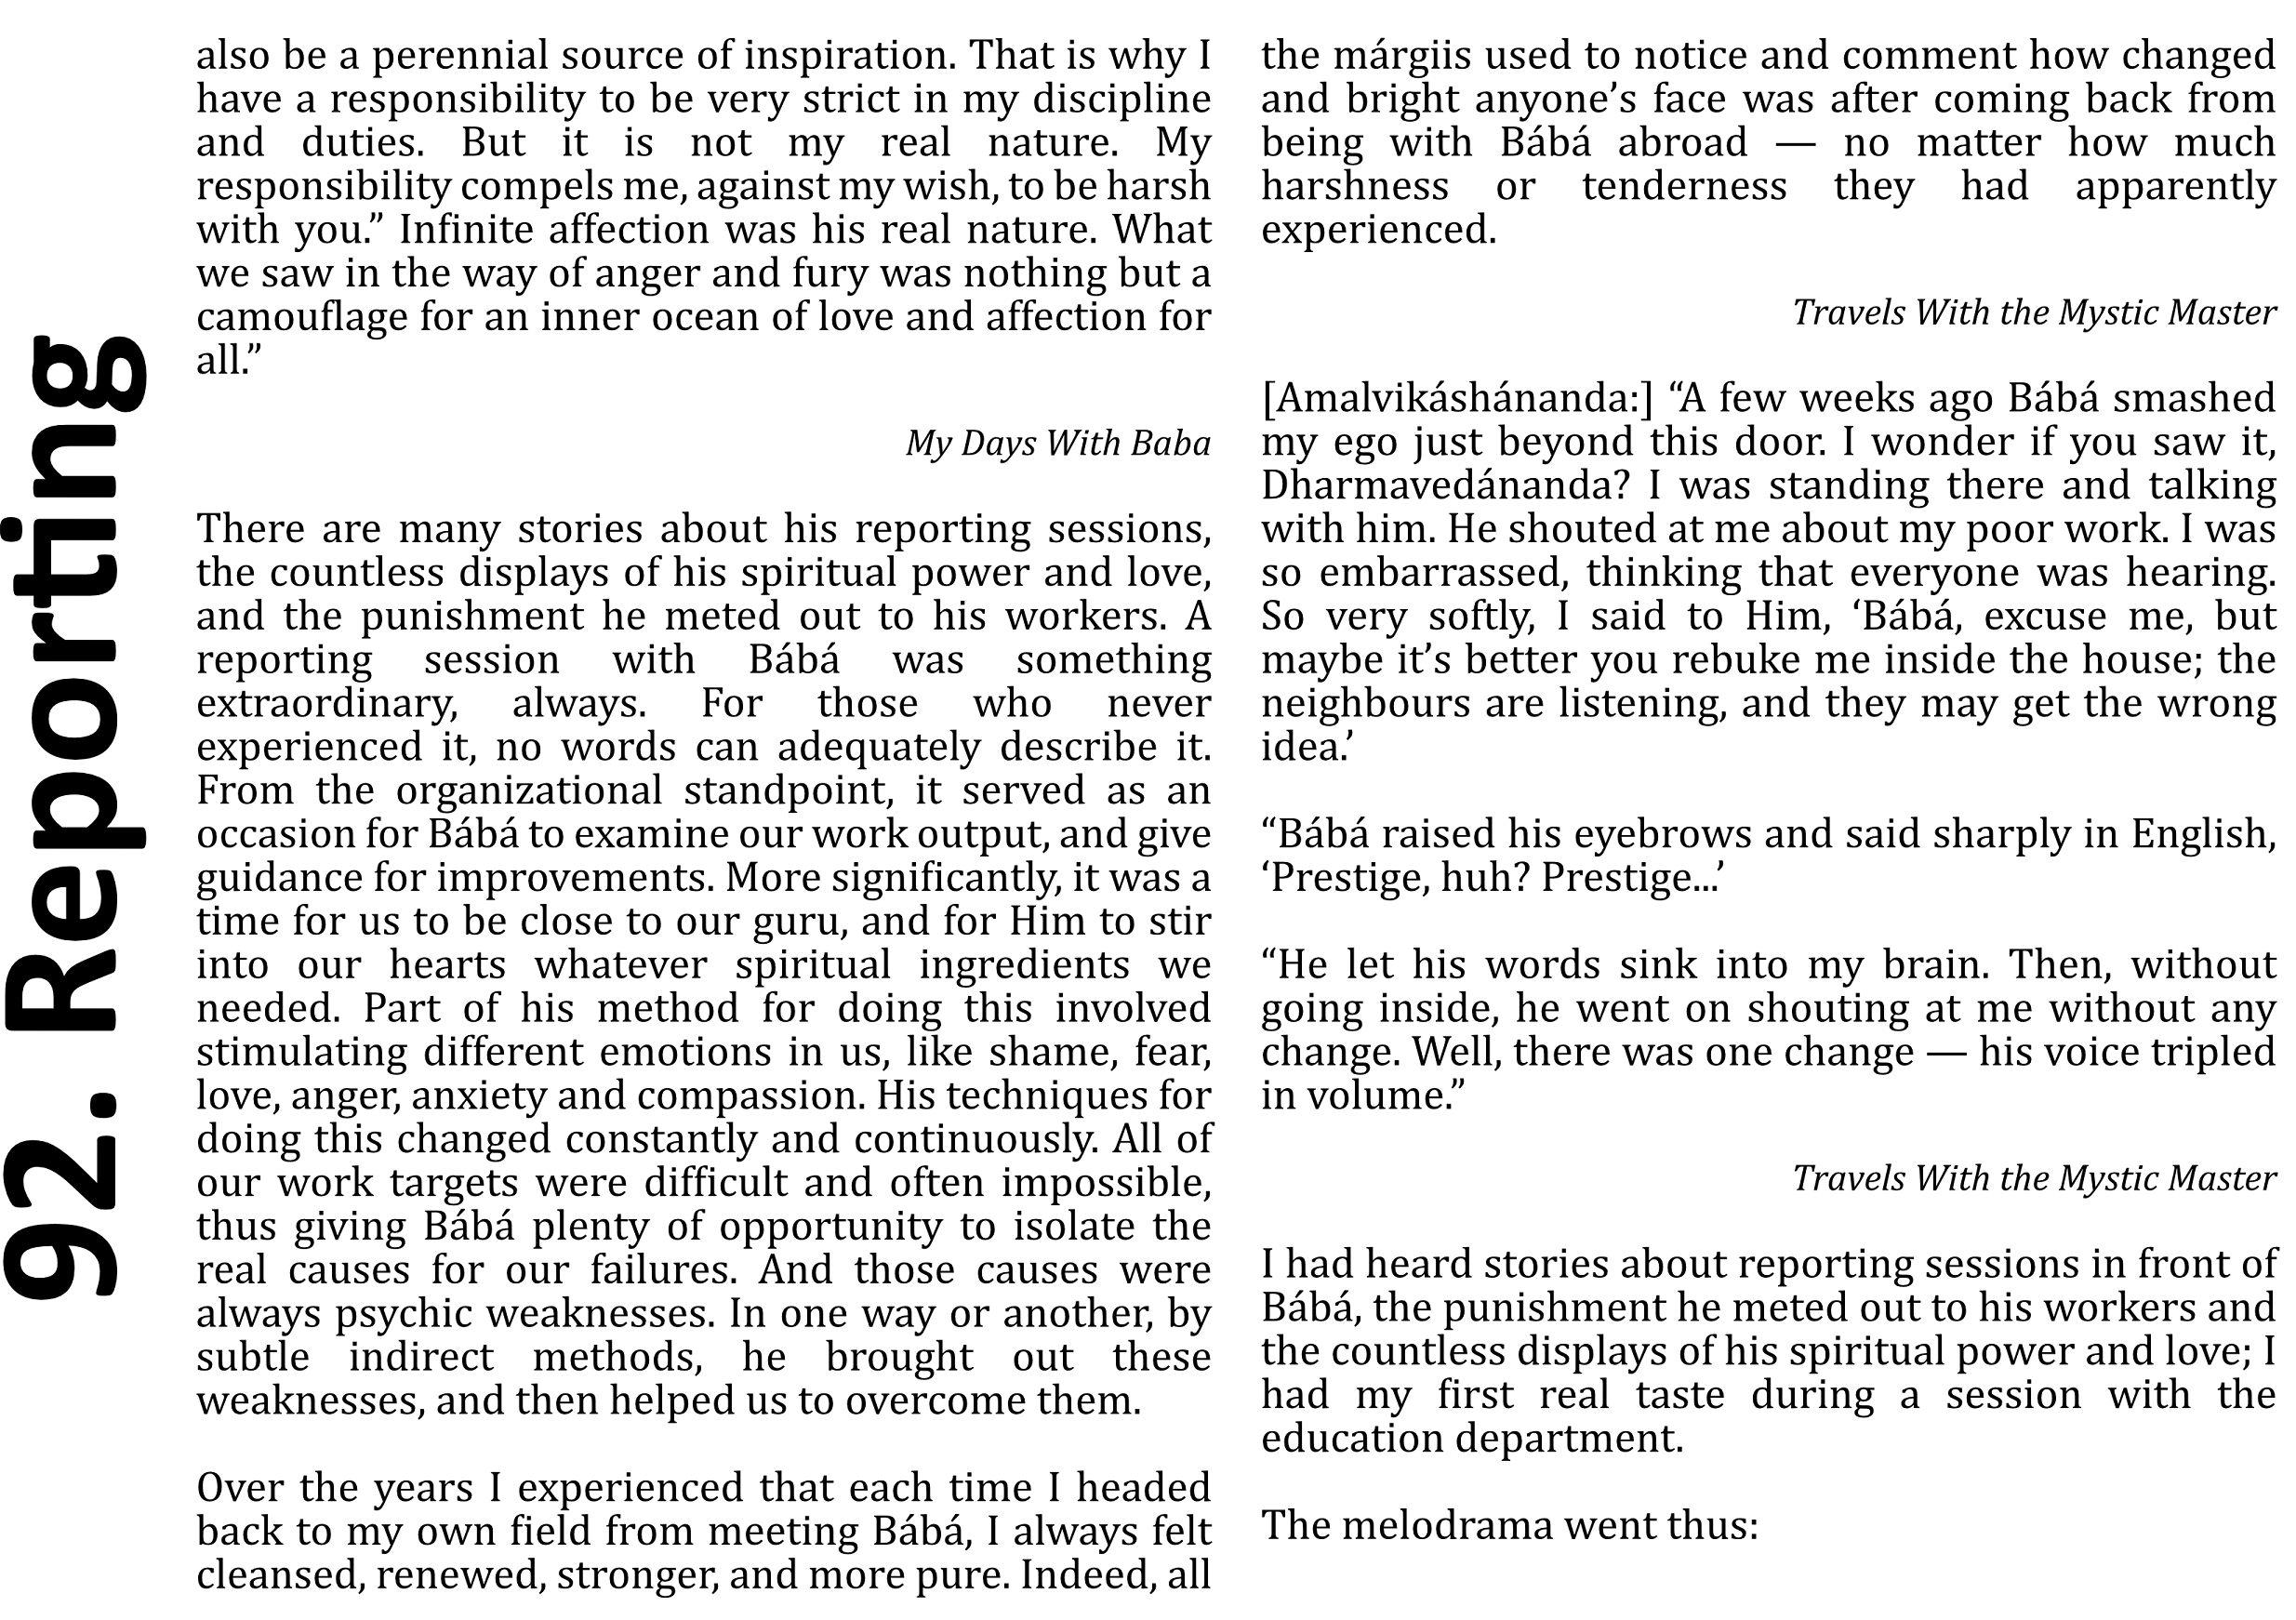 92. Reporting
also be a perennial source of inspiration. That is why I
have a responsibility to be very strict in my discipline
and duties. But it is not my real nature. My
responsibility compels me, against my wish, to be harsh
with you.” Infinite affection was his real nature. What
we saw in the way of anger and fury was nothing but a
camouflage for an inner ocean of love and affection for
all.”
My Days With Baba
There are many stories about his reporting sessions,
the countless displays of his spiritual power and love,
and the punishment he meted out to his workers. A
reporting session with Bábá was something
extraordinary, always. For those who never
experienced it, no words can adequately describe it.
From the organizational standpoint, it served as an
occasion for Bábá to examine our work output, and give
guidance for improvements. More significantly, it was a
time for us to be close to our guru, and for Him to stir
into our hearts whatever spiritual ingredients we
needed. Part of his method for doing this involved
stimulating different emotions in us, like shame, fear,
love, anger, anxiety and compassion. His techniques for
doing this changed constantly and continuously. All of
our work targets were difficult and often impossible,
thus giving Bábá plenty of opportunity to isolate the
real causes for our failures. And those causes were
always psychic weaknesses. In one way or another, by
subtle indirect methods, he brought out these
weaknesses, and then helped us to overcome them.
Over the years I experienced that each time I headed
back to my own field from meeting Bábá, I always felt
cleansed, renewed, stronger, and more pure. Indeed, all
the márgiis used to notice and comment how changed
and bright anyone’s face was after coming back from
being with Bábá abroad — no matter how much
harshness or tenderness they had apparently
experienced.
Travels With the Mystic Master
[Amalvikáshánanda:] “A few weeks ago Bábá smashed
my ego just beyond this door. I wonder if you saw it,
Dharmavedánanda? I was standing there and talking
with him. He shouted at me about my poor work. I was
so embarrassed, thinking that everyone was hearing.
So very softly, I said to Him, ‘Bábá, excuse me, but
maybe it’s better you rebuke me inside the house; the
neighbours are listening, and they may get the wrong
idea.’
“Bábá raised his eyebrows and said sharply in English,
‘Prestige, huh? Prestige...’
“He let his words sink into my brain. Then, without
going inside, he went on shouting at me without any
change. Well, there was one change — his voice tripled
in volume.”
Travels With the Mystic Master
I had heard stories about reporting sessions in front of
Bábá, the punishment he meted out to his workers and
the countless displays of his spiritual power and love; I
had my first real taste during a session with the
education department.
The melodrama went thus: